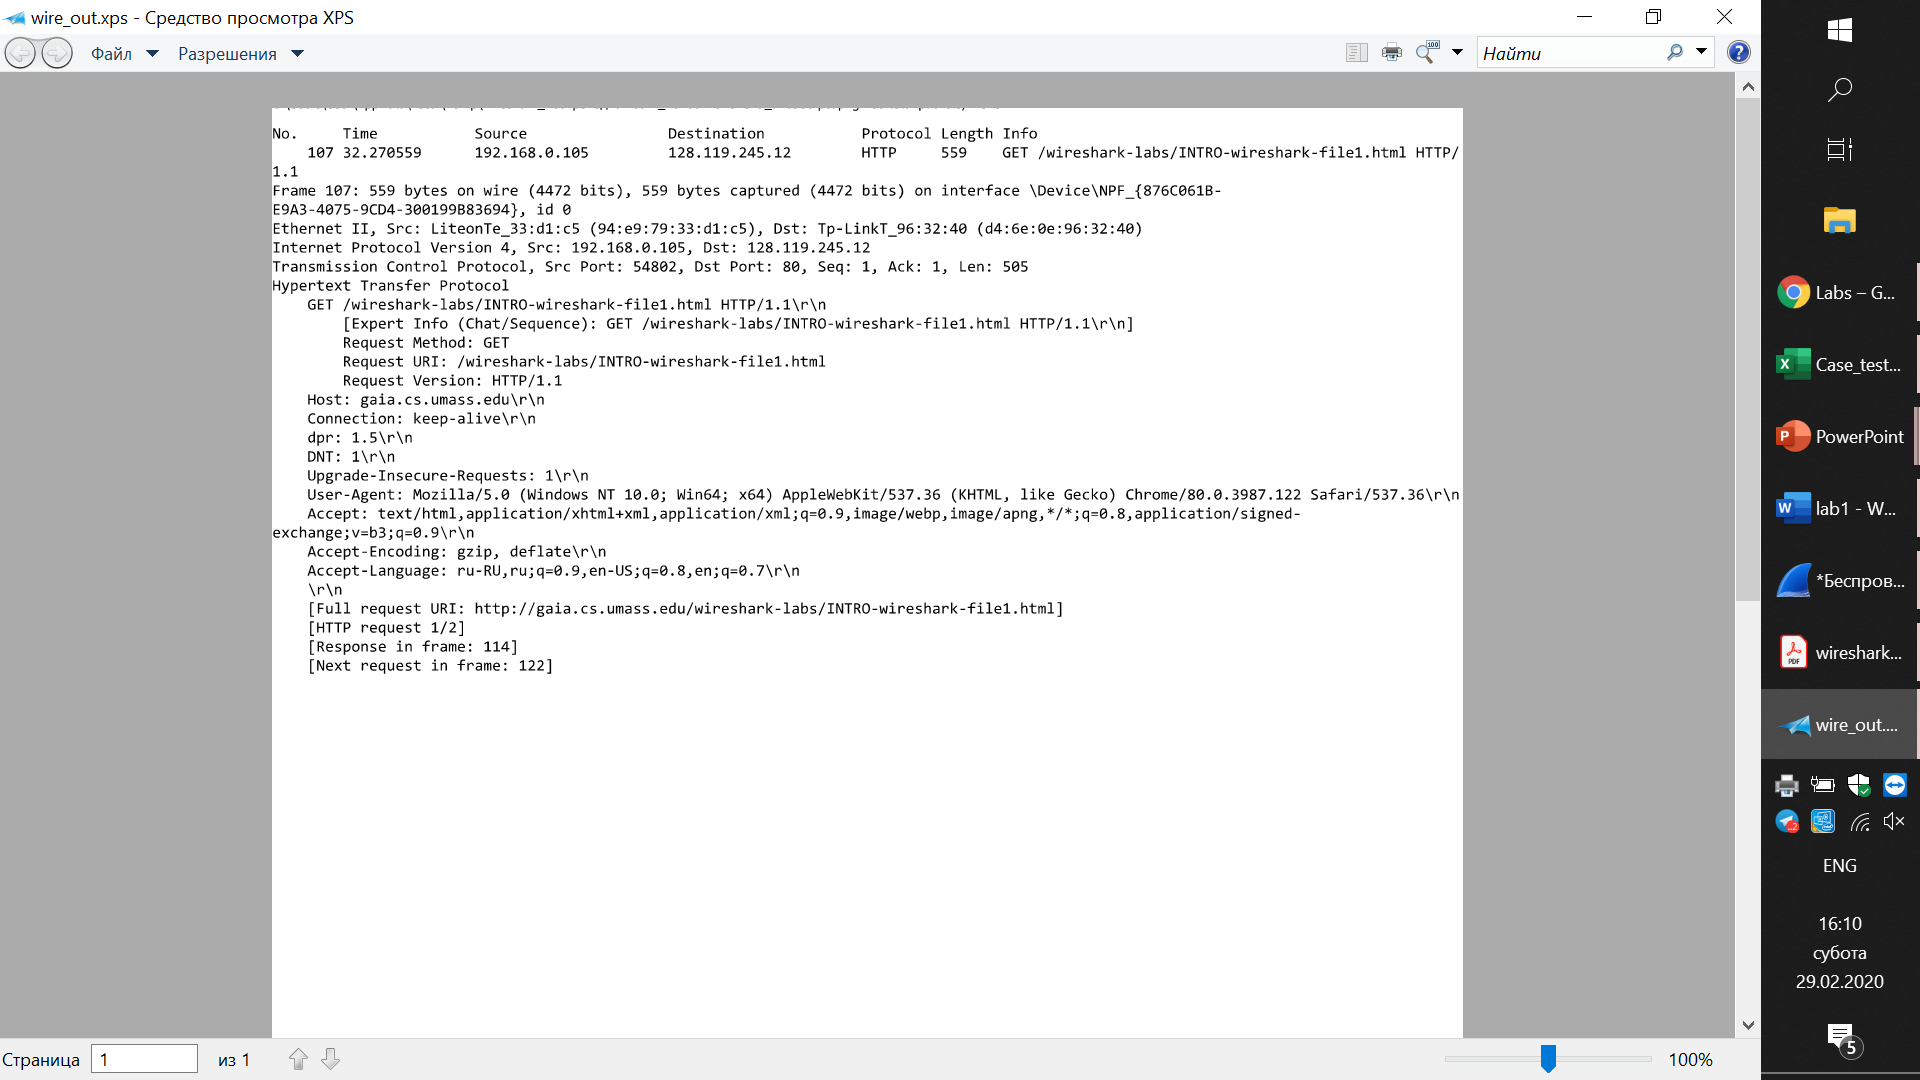 wire_out.xps - Средство просмотра XPS
Файл Разрешения 100 Найти ?
No. Time Source Destination Protocol Length Info
107 32.270559 192.168.0.105 128.119.245.12 HTTP 559 GET /wireshark-labs/INTRO-wireshark-file1.html HTTP/
1.1
Frame 107: 559 bytes on wire (4472 bits), 559 bytes captured (4472 bits) on interface \Device\NPF_{876C061B-
E9A3-4075-9CD4-300199B83694}, id 0
Ethernet II, Src: LiteonTe_33:d1:c5 (94:e9:79:33:d1:c5), Dst: Tp-LinkT_96:32:40 (d4:6e:0e:96:32:40)
Internet Protocol Version 4, Src: 192.168.0.105, Dst: 128.119.245.12
Transmission Control Protocol, Src Port: 54802, Dst Port: 80, Seq: 1, Ack: 1, Len: 505
Hypertext Transfer Protocol
GET /wireshark-labs/INTRO-wireshark-file1.html HTTP/1.1\r\n
[Expert Info (Chat/Sequence): GET /wireshark-labs/INTRO-wireshark-file1.html HTTP/1.1\r\n]
Request Method: GET
Request URI: /wireshark-labs/INTRO-wireshark-file1.html
Request Version: HTTP/1.1
Host: gaia.cs.umass.edu\r\n
Connection: keep-alive\r\n
dpr: 1.5\r\n
DNT: 1\r\n
Upgrade-Insecure-Requests: 1\r\n
User-Agent: Mozilla/5.0 (Windows NT 10.0; Win64; x64) AppleWebKit/537.36 (KHTML, like Gecko) Chrome/80.0.3987.122 Safari/537.36\r\n
Accept: text/html,application/xhtml+xml,application/xml;q=0.9,image/webp,image/apng,*/*;q=0.8,application/signed-
exchange;v=b3;q=0.9\r\n
Accept-Encoding: gzip, deflate\r\n
Accept-Language: ru-RU,ru;q=0.9,en-US;q=0.8,en;q=0.7\r\n
\r\n
[Full request URI: http://gaia.cs.umass.edu/wireshark-labs/INTRO-wireshark-file1.html]
[HTTP request 1/2]
[Response in frame: 114]
[Next request in frame: 122]
Страница 1 из 1 100%
Labs – G...
X Case_test...
P PowerPoint
W lab1 - W...
*Беспров...
PDF wireshark...
wire_out....
ENG
16:10
суббота
29.02.2020
5